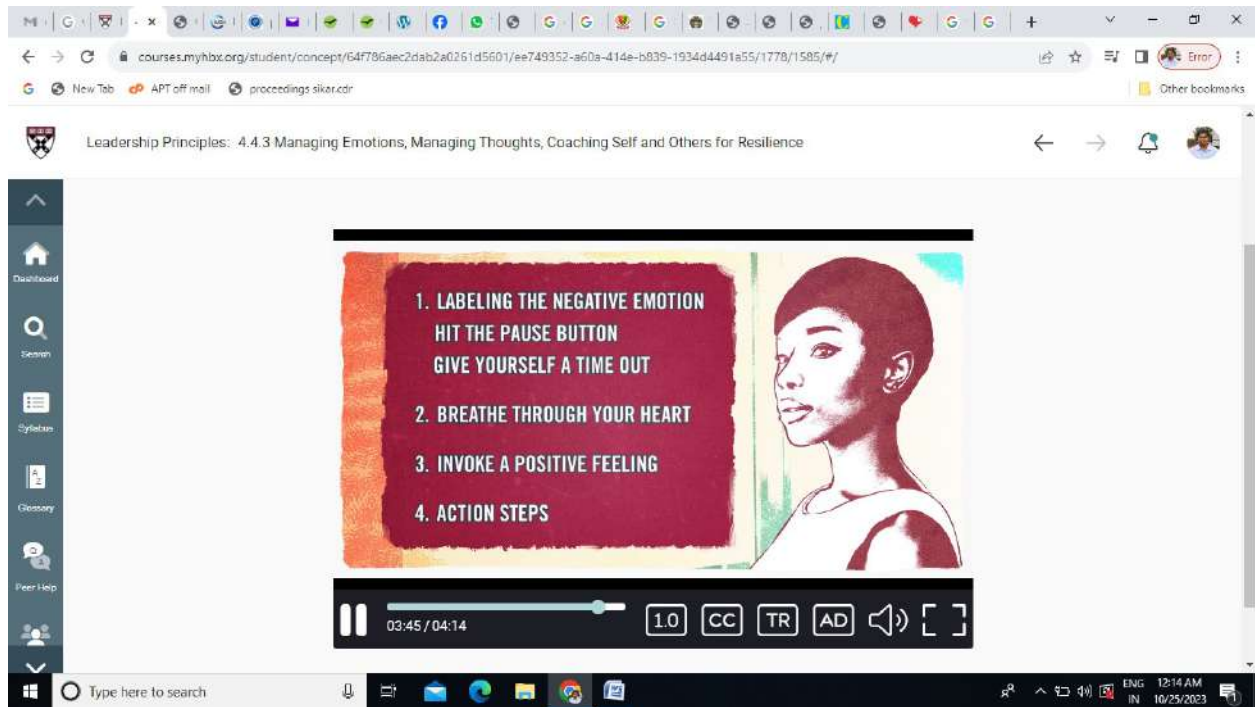 courses.myhbx.org/student/concept/64f786aec2dab2a0261d5601/ee749352-a60a-414e-b839-1934d4491a55/1778/1585/#/
Error
New Tab
APT off mail
proceedings sikar.cdr
Other bookmarks
Leadership Principles: 4.4.3 Managing Emotions, Managing Thoughts, Coaching Self and Others for Resilience
Dashboard
Search
Syllabus
Glossary
Peer Help
1. LABELING THE NEGATIVE EMOTION
HIT THE PAUSE BUTTON
GIVE YOURSELF A TIME OUT
2. BREATHE THROUGH YOUR HEART
3. INVOKE A POSITIVE FEELING
4. ACTION STEPS
03:45 / 04:14
1.0
CC
TR
AD
Type here to search
ENG
IN
12:14 AM
10/25/2023